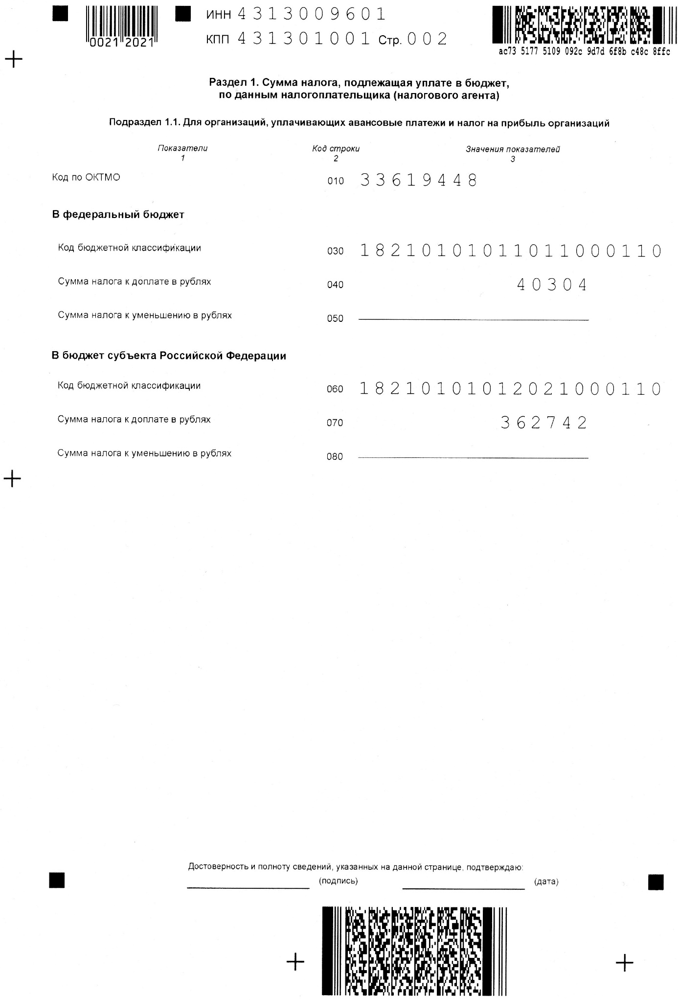 ИНН 4313009601
0021 2021
КПП 431301001 Стр. 002
ac73 5177 5109 092c 9d7d 6f8b c48c 8ffc
Раздел 1. Сумма налога, подлежащая уплате в бюджет,
по данным налогоплательщика (налогового агента)
Подраздел 1.1. Для организаций, уплачивающих авансовые платежи и налог на прибыль организаций
Показатели Код строки Значения показателей
1 2 3
Код по ОКТМО 010 33619448
В федеральный бюджет
Код бюджетной классификации 030 18210101011011000110
Сумма налога к доплате в рублях 040 40304
Сумма налога к уменьшению в рублях 050
В бюджет субъекта Российской Федерации
Код бюджетной классификации 060 18210101012021000110
Сумма налога к доплате в рублях 070 362742
Сумма налога к уменьшению в рублях 080
Достоверность и полноту сведений, указанных на данной странице, подтверждаю:
(подпись) (дата)